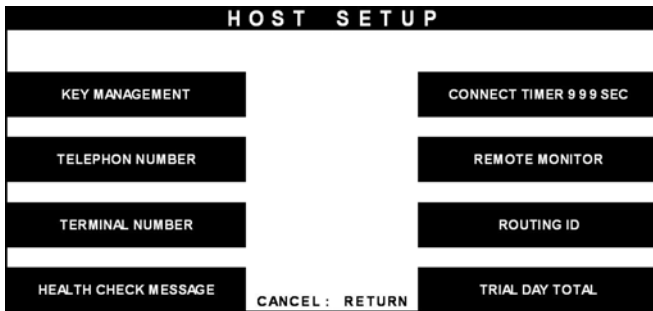 HOST SETUP
KEY MANAGEMENT
CONNECT TIMER 999 SEC
TELEPHON NUMBER
REMOTE MONITOR
TERMINAL NUMBER
ROUTING ID
HEALTH CHECK MESSAGE
TRIAL DAY TOTAL
CANCEL : RETURN